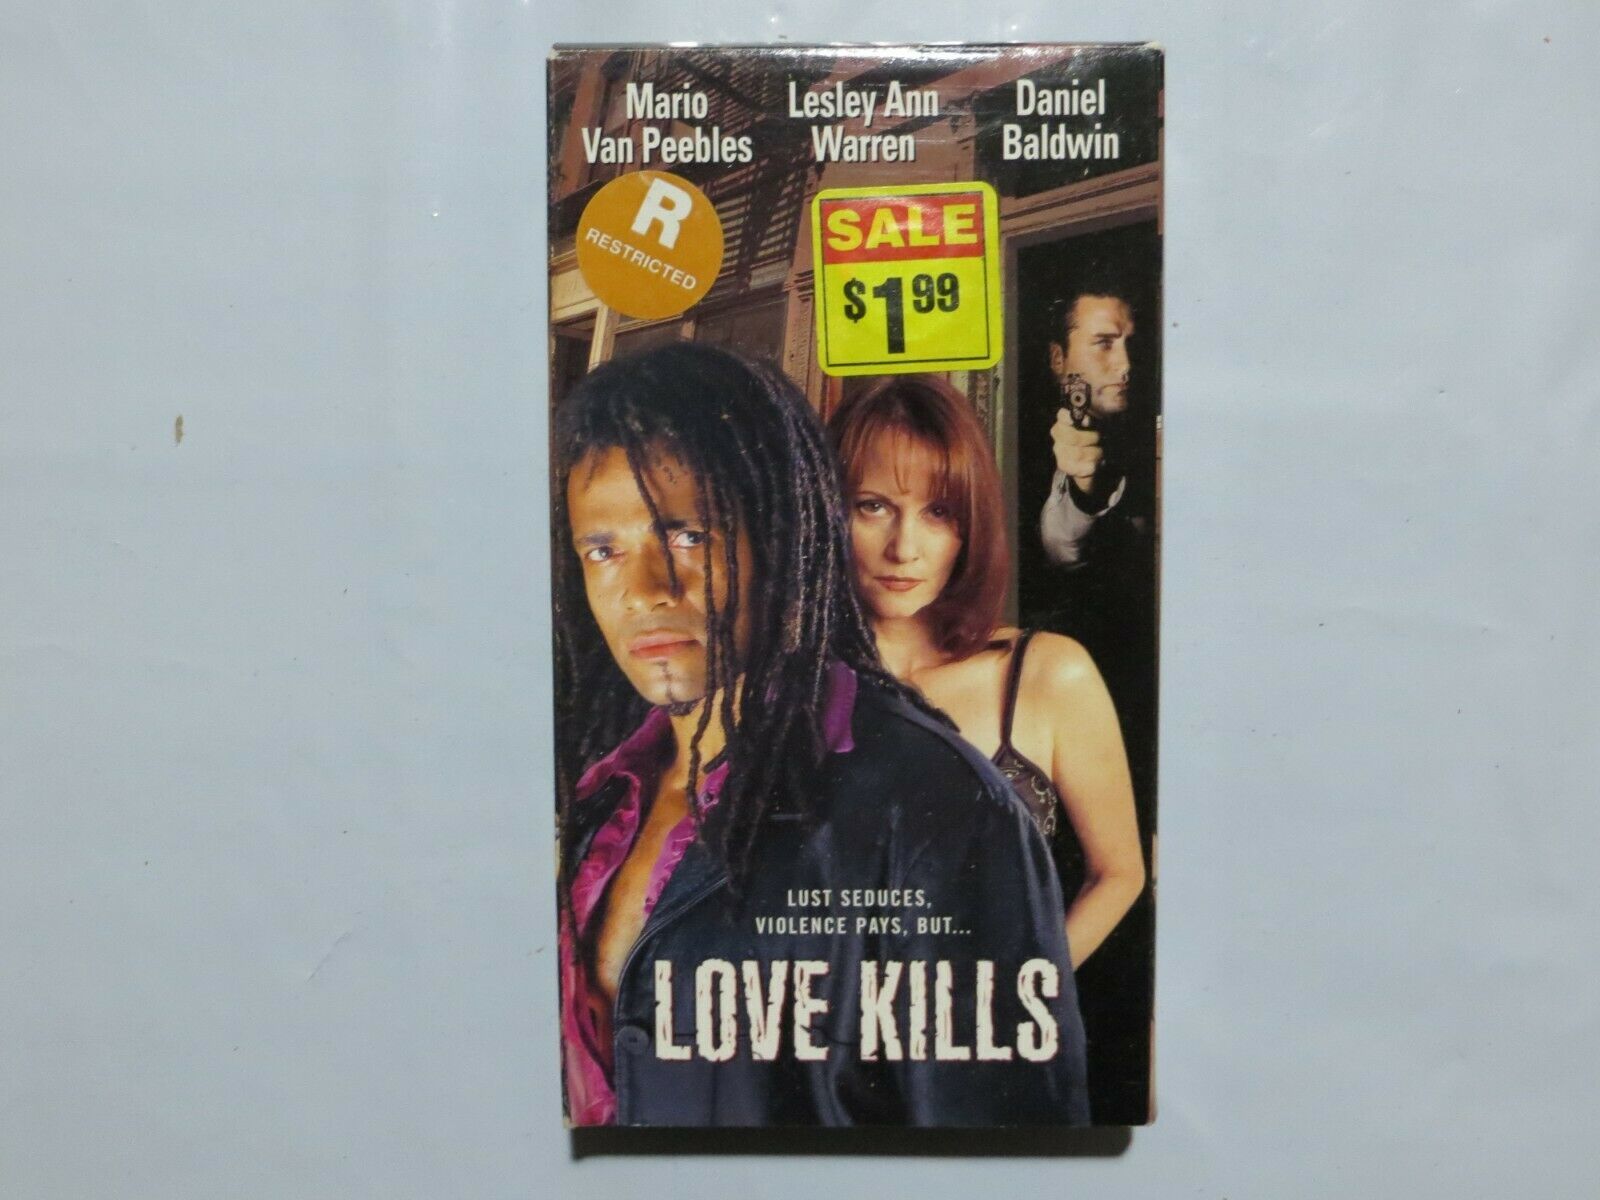 Mario
Van Peebles
Lesley Ann
Warren
Daniel
Baldwin
R
RESTRICTED
SALE
$1.99
LUST SEDUCES,
VIOLENCE PAYS, BUT...
LOVE KILLS